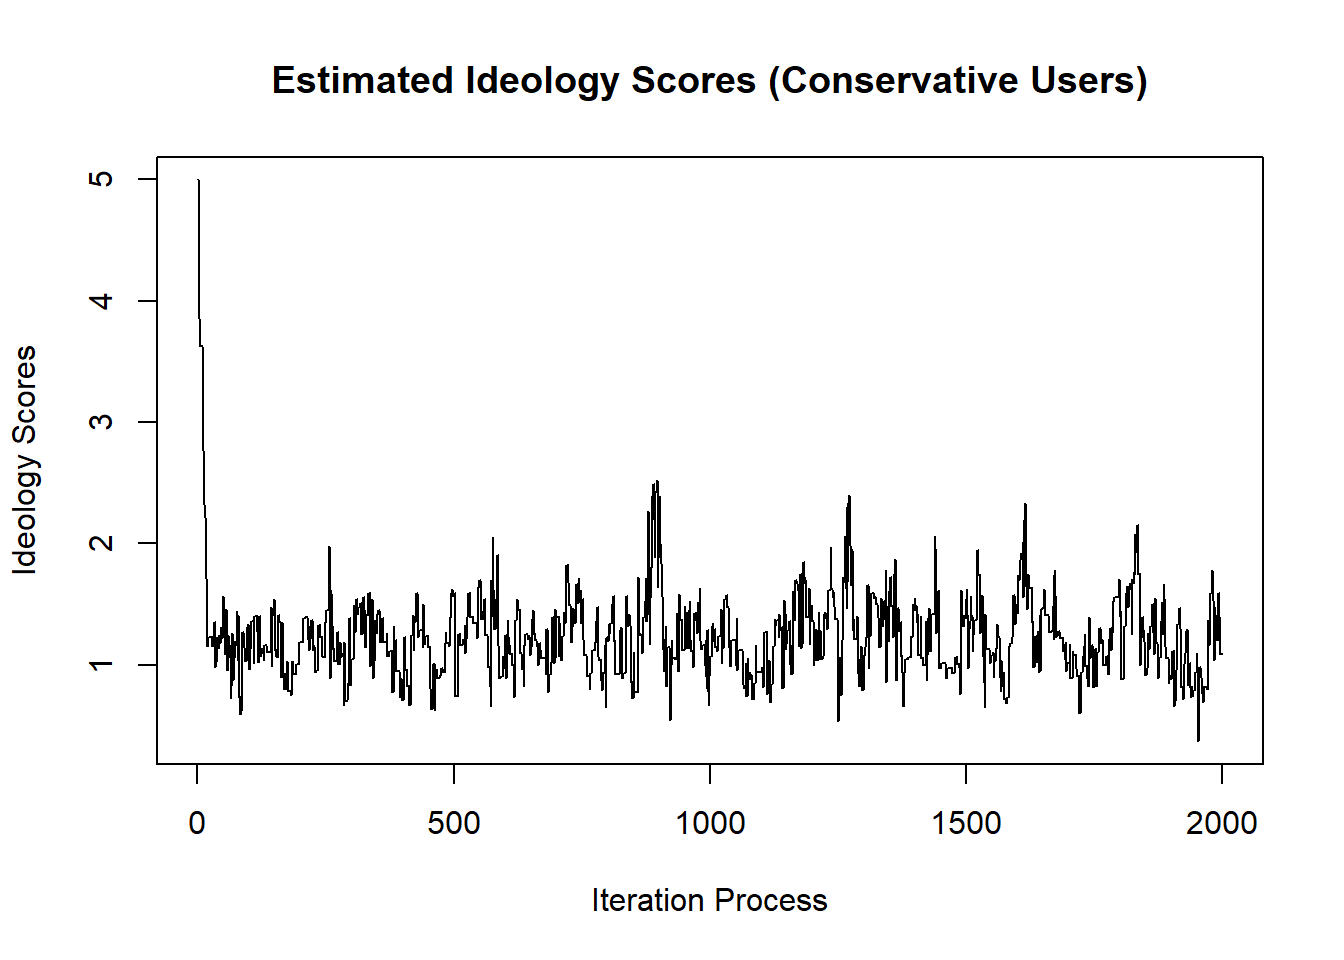 Estimated Ideology Scores (Conservative Users)
5
4
3
2
1
Ideology Scores
0 500 1000 1500 2000
Iteration Process